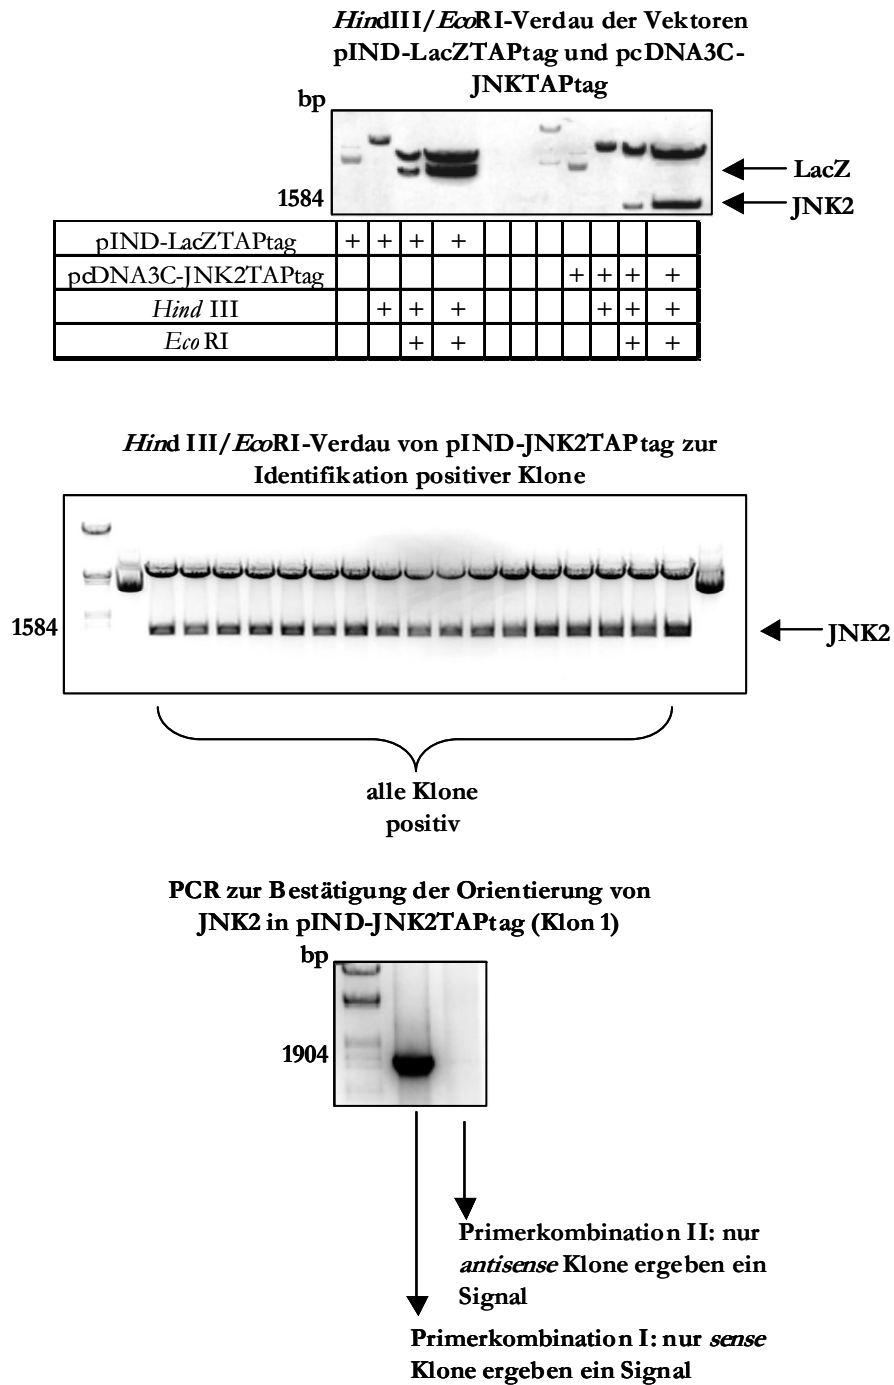 HindIII/EcoRI-Verdau der Vektoren
pIND-LacZTAPtag und pcDNA3C-
JNKTAPtag
bp
LacZ
1584
JNK2
pIND-LacZTAPtag + + + +
pcDNA3C-JNK2TAPtag + + + +
Hind III + + + + + +
Eco RI + + + +
Hind III/EcoRI-Verdau von pIND-JNK2TAPtag zur
Identifikation positiver Klone
1584
JNK2
alle Klone
positiv
PCR zur Bestätigung der Orientierung von
JNK2 in pIND-JNK2TAPtag (Klon 1)
bp
1904
Primerkombination II: nur
antisense Klone ergeben ein
Signal
Primerkombination I: nur sense
Klone ergeben ein Signal